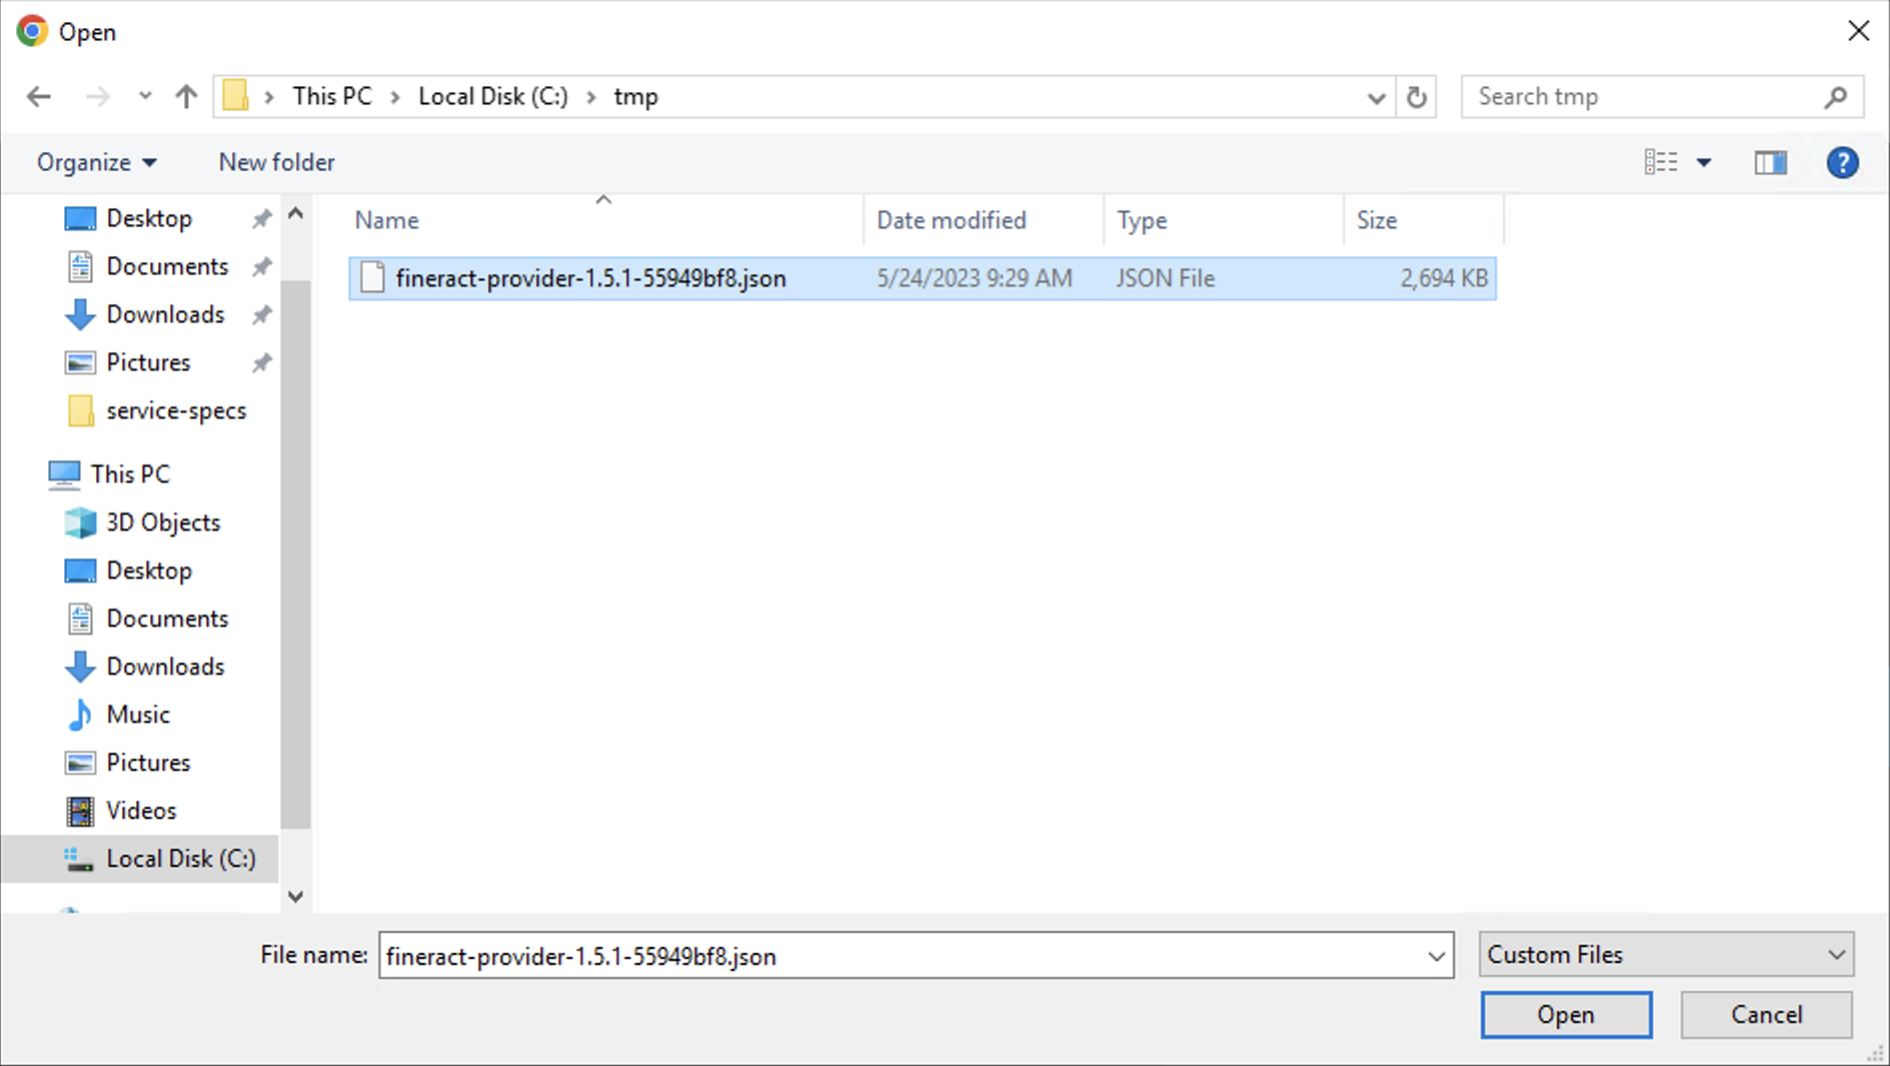 Open
This PC > Local Disk (C:) > tmp
Search tmp
Organize
New folder
Name
Date modified
Type
Size
fineract-provider-1.5.1-55949bf8.json
5/24/2023 9:29 AM
JSON File
2,694 KB
Desktop
Documents
Downloads
Pictures
service-specs
This PC
3D Objects
Desktop
Documents
Downloads
Music
Pictures
Videos
Local Disk (C:)
File name:
fineract-provider-1.5.1-55949bf8.json
Custom Files
Open
Cancel